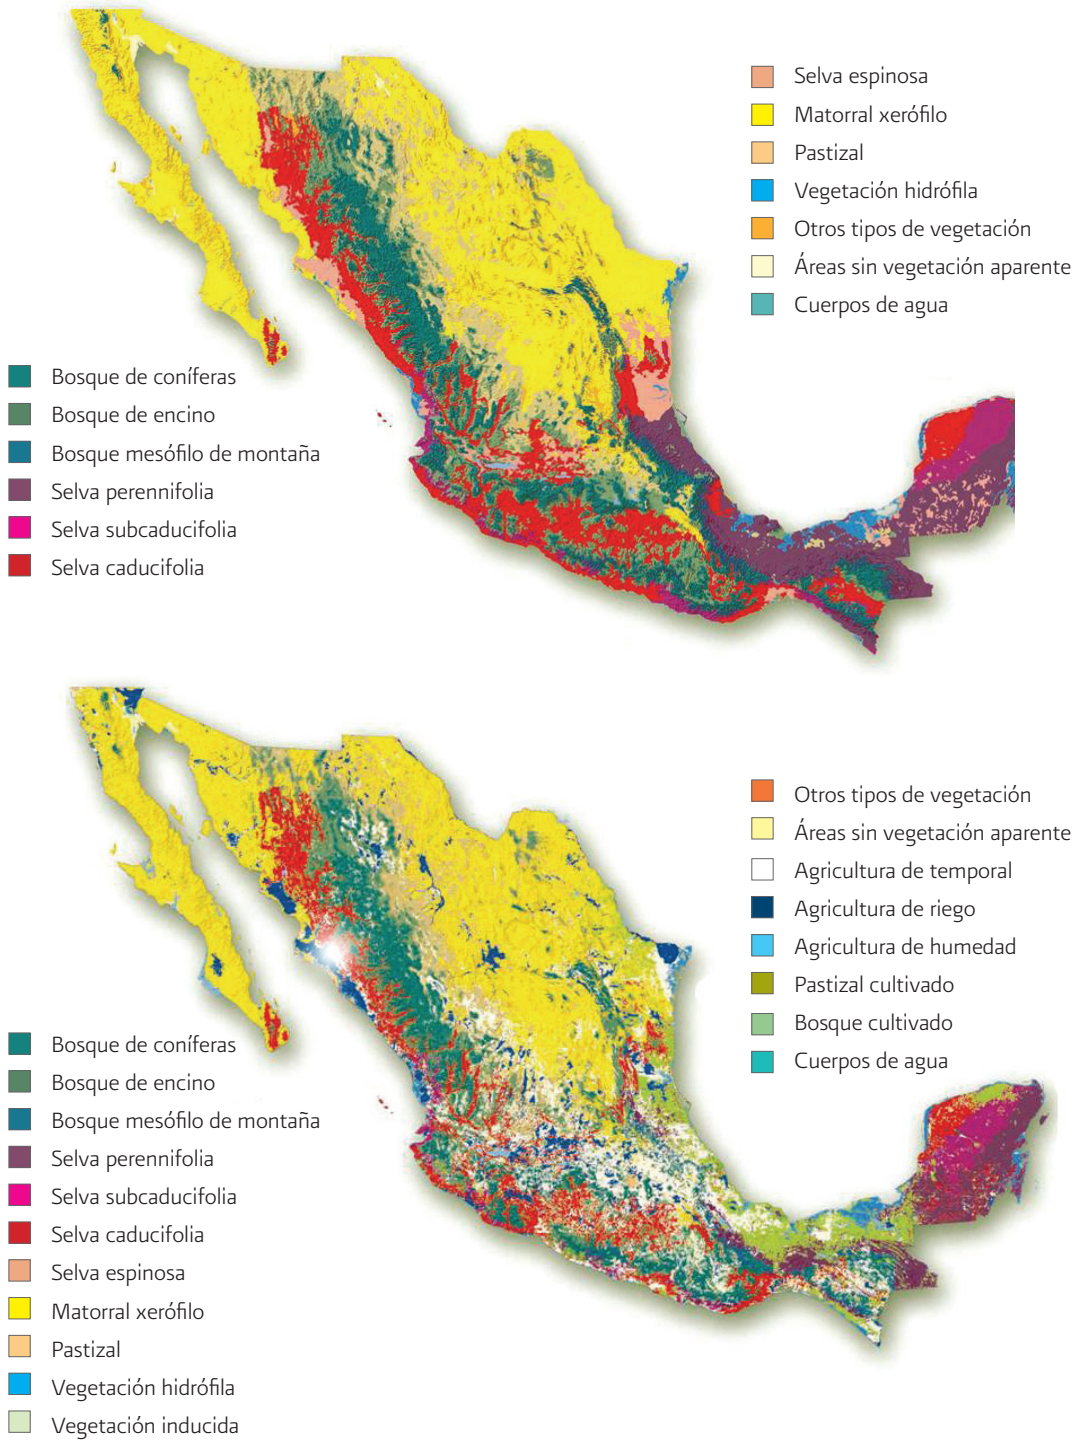 Selva espinosa
Matorral xerófilo
Pastizal
Vegetación hidrófila
Otros tipos de vegetación
Áreas sin vegetación aparente
Cuerpos de agua
Bosque de coníferas
Bosque de encino
Bosque mesófilo de montaña
Selva perennifolia
Selva subcaducifolia
Selva caducifolia
Otros tipos de vegetación
Áreas sin vegetación aparente
Agricultura de temporal
Agricultura de riego
Agricultura de humedad
Pastizal cultivado
Bosque cultivado
Cuerpos de agua
Bosque de coníferas
Bosque de encino
Bosque mesófilo de montaña
Selva perennifolia
Selva subcaducifolia
Selva caducifolia
Selva espinosa
Matorral xerófilo
Pastizal
Vegetación hidrófila
Vegetación inducida